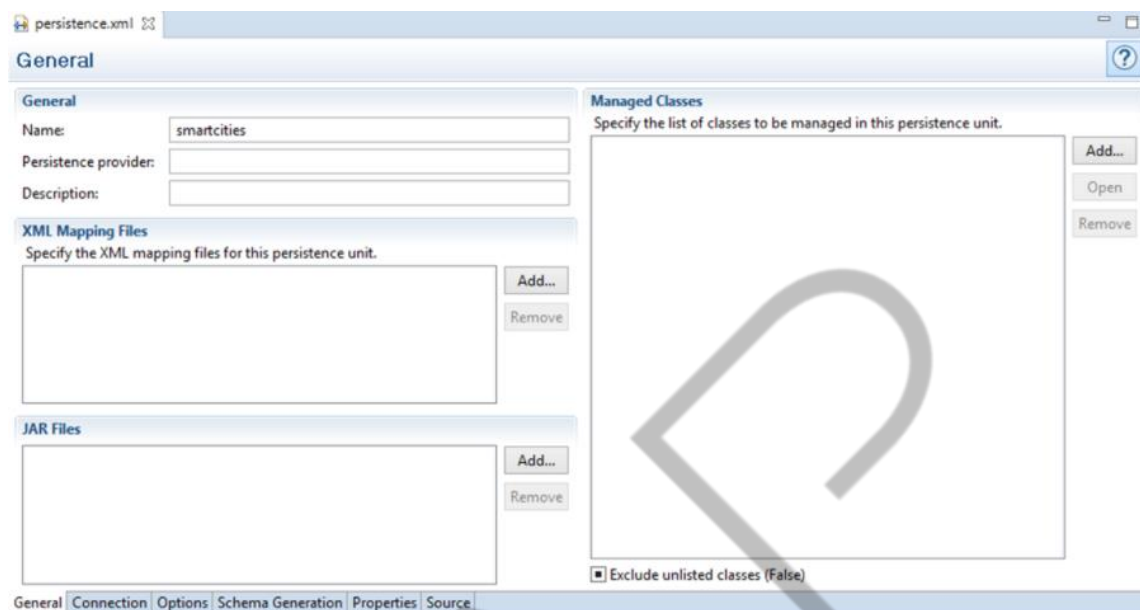 persistence.xml
General
General
Name: smartcities
Persistence provider:
Description:
XML Mapping Files
Specify the XML mapping files for this persistence unit.
Add...
Remove
JAR Files
Add...
Remove
Managed Classes
Specify the list of classes to be managed in this persistence unit.
Add...
Open
Remove
Exclude unlisted classes (False)
General Connection Options Schema Generation Properties Source